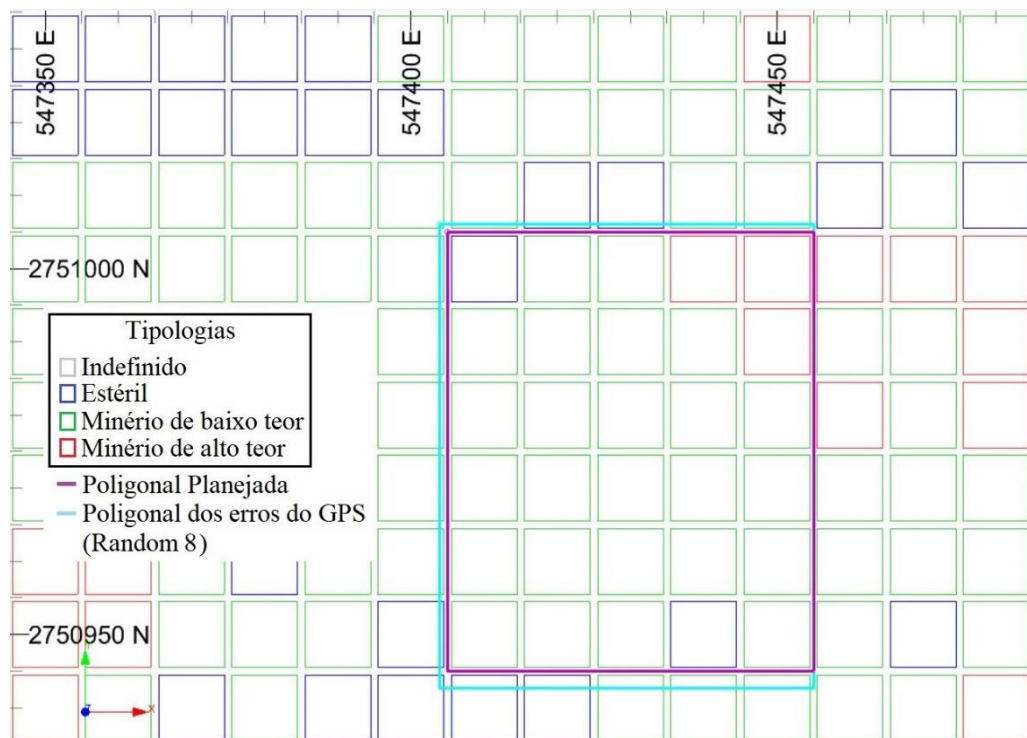 547350 E
547400 E
547450 E
2751000 N
Tipologias
Indefinido
Estéril
Minério de baixo teor
Minério de alto teor
Poligonal Planejada
Poligonal dos erros do GPS
(Random 8)
2750950 N
X